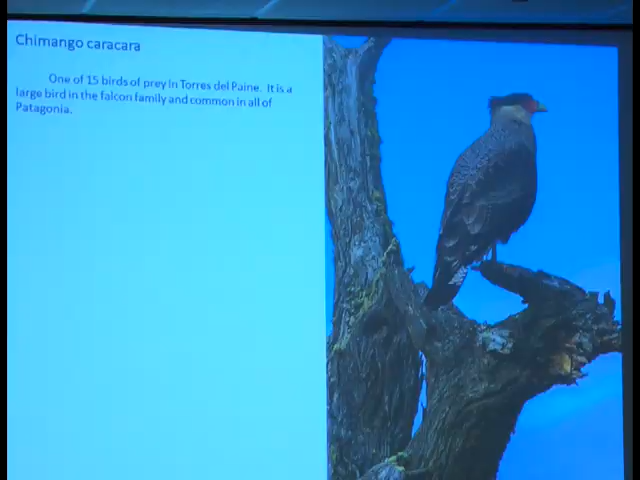 Chimango caracara
One of 15 birds of prey in Torres del Paine. It is a
large bird in the falcon family and common in all of
Patagonia.